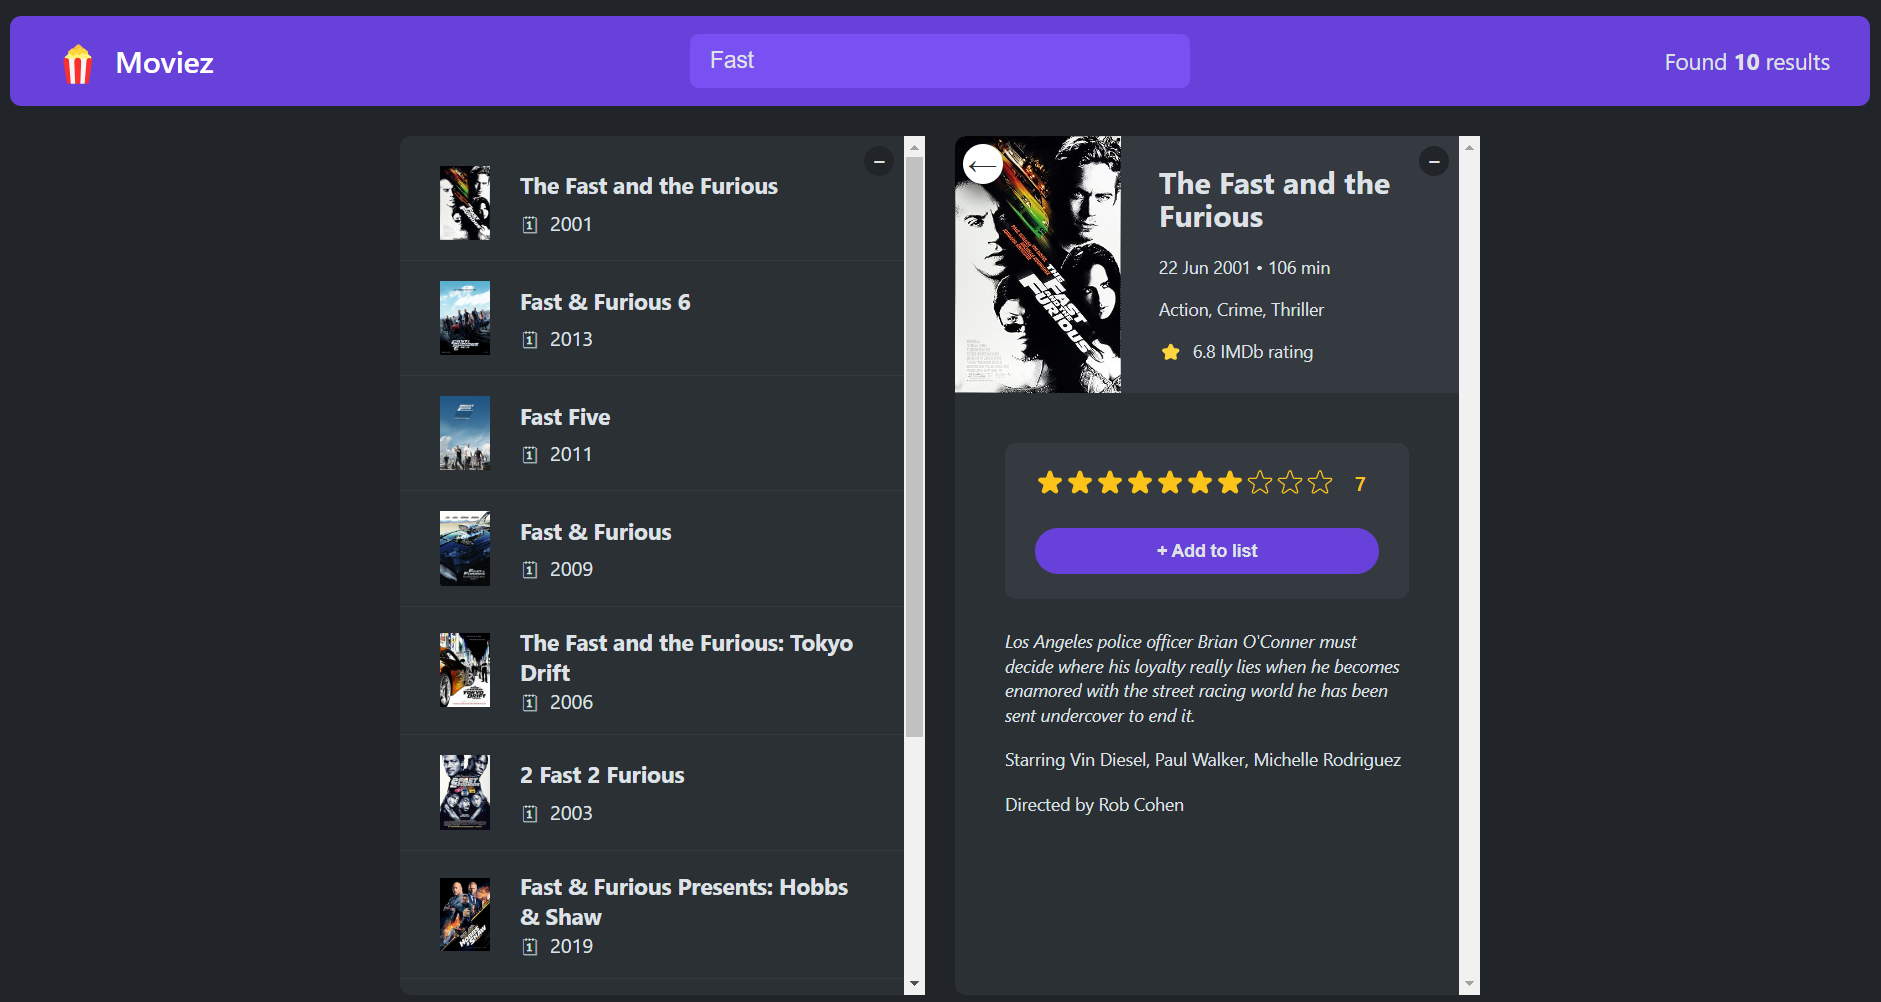 Moviez
Fast
Found 10 results
The Fast and the Furious
2001
Fast & Furious 6
2013
Fast Five
2011
Fast & Furious
2009
The Fast and the Furious: Tokyo
Drift
2006
2 Fast 2 Furious
2003
Fast & Furious Presents: Hobbs
& Shaw
2019
←
THE
FAST
AND THE
FURIOUS
The Fast and the
Furious
22 Jun 2001 • 106 min
Action, Crime, Thriller
6.8 IMDb rating
7
+ Add to list
Los Angeles police officer Brian O'Conner must
decide where his loyalty really lies when he becomes
enamored with the street racing world he has been
sent undercover to end it.
Starring Vin Diesel, Paul Walker, Michelle Rodriguez
Directed by Rob Cohen